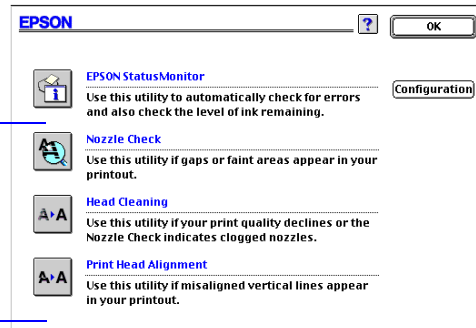 EPSON
?
OK
EPSON StatusMonitor
Use this utility to automatically check for errors
and also check the level of ink remaining.
Configuration
Nozzle Check
Use this utility if gaps or faint areas appear in your
printout.
Head Cleaning
Use this utility if your print quality declines or the
Nozzle Check indicates clogged nozzles.
Print Head Alignment
Use this utility if misaligned vertical lines appear
in your printout.